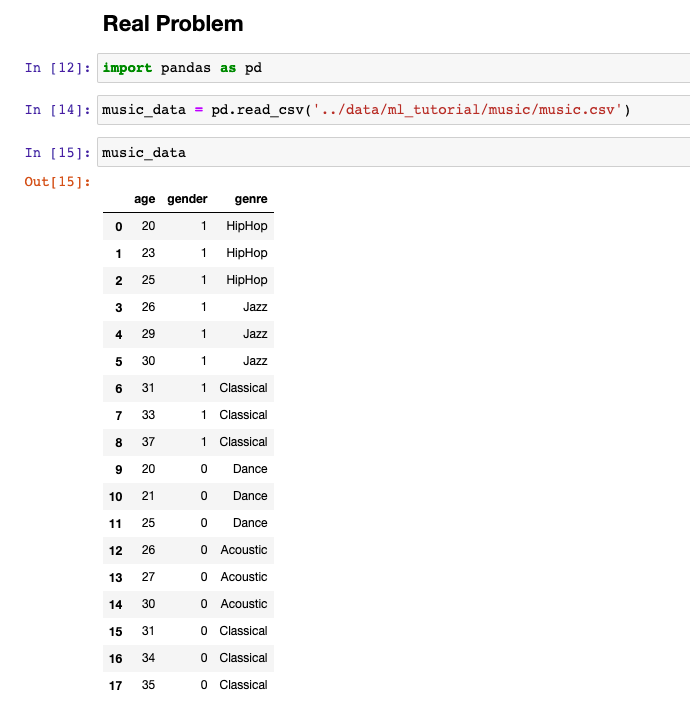 Real Problem
In [12]: import pandas as pd
In [14]: music_data = pd.read_csv('../data/ml_tutorial/music/music.csv')
In [15]: music_data
Out[15]:
age gender genre
0 20 1 HipHop
1 23 1 HipHop
2 25 1 HipHop
3 26 1 Jazz
4 29 1 Jazz
5 30 1 Jazz
6 31 1 Classical
7 33 1 Classical
8 37 1 Classical
9 20 0 Dance
10 21 0 Dance
11 25 0 Dance
12 26 0 Acoustic
13 27 0 Acoustic
14 30 0 Acoustic
15 31 0 Classical
16 34 0 Classical
17 35 0 Classical